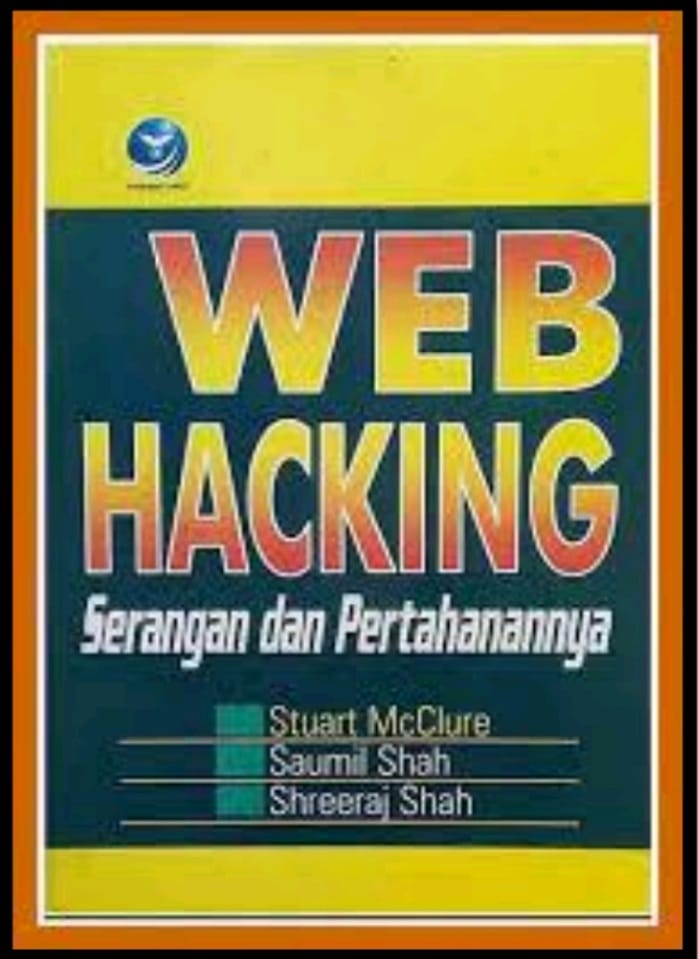 WEB
HACKING
Serangan dan Pertahanannya
Stuart McClure
Saumil Shah
Shreeraj Shah